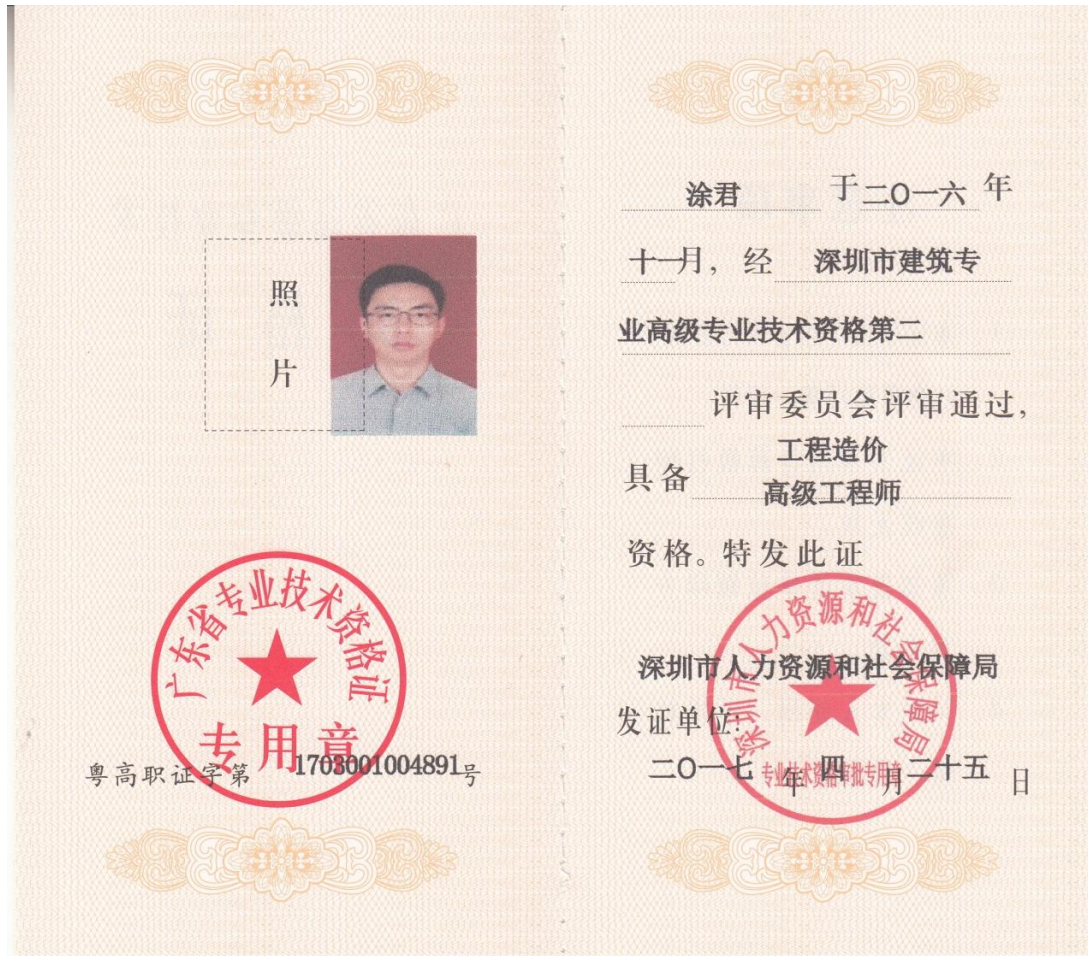 照
片
广东省专业技术资格证
专用章
粤高职证字第1703001004891号
涂君 于二〇一六年
十一月，经 深圳市建筑专
业高级专业技术资格第二
评审委员会评审通过，
工程造价
具备
高级工程师
资格。特发此证
深圳市人力资源和社会保障局
深圳市人力资源和社会保障局
发证单位：
二〇一七年四月二十五日
专业技术资格审批专用章